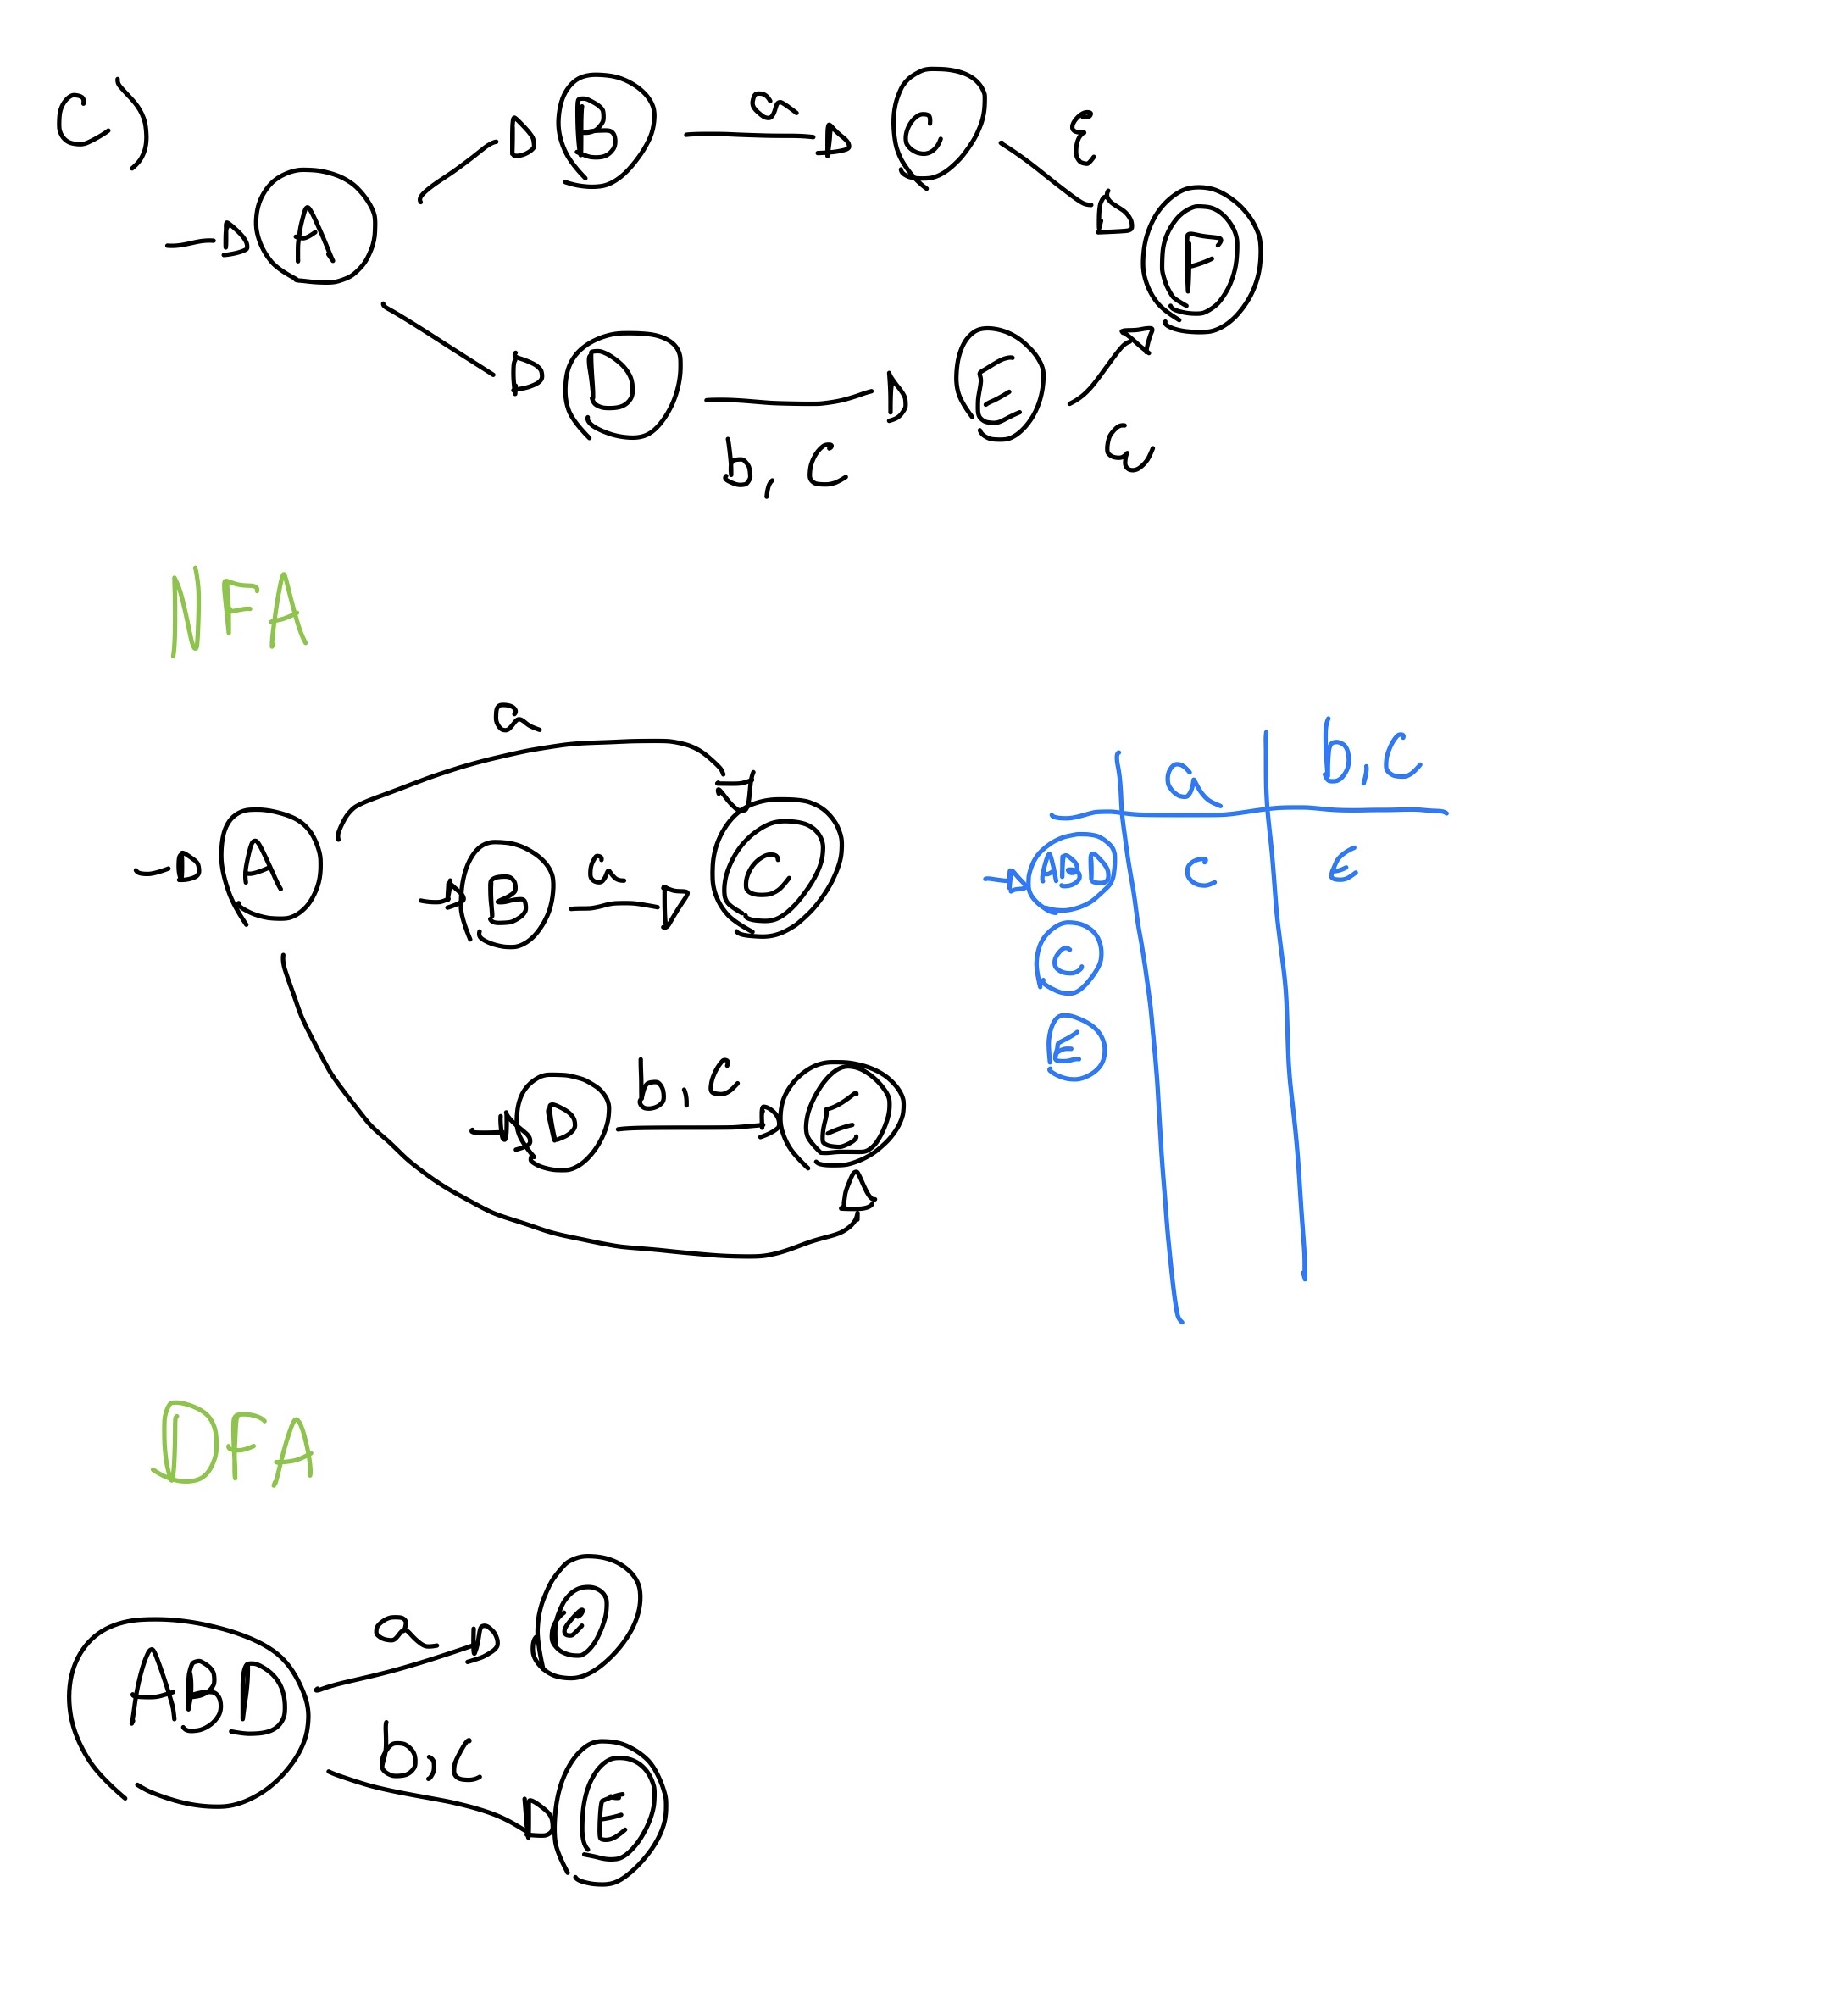 C)
B a C ε
A F
D E
b, c ε
NFA
a
a b, c
A B a C ABD C E
C
E
D b, c E
DFA
a C
ABD
b, c E